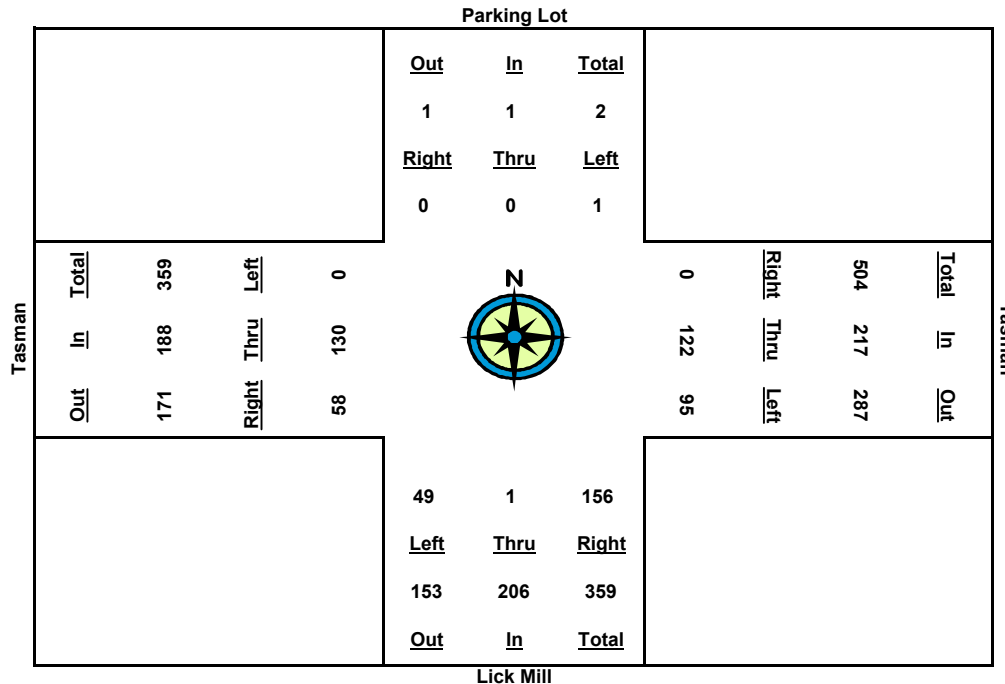 Parking Lot
Out In Total
1 1 2
Right Thru Left
0 0 1
Tasman
Total 359 Left 0
In 188 Thru 130
Out 171 Right 58
N
0 Right 504 Total
122 Thru 217 In
95 Left 287 Out
Tasman
49 1 156
Left Thru Right
153 206 359
Out In Total
Lick Mill